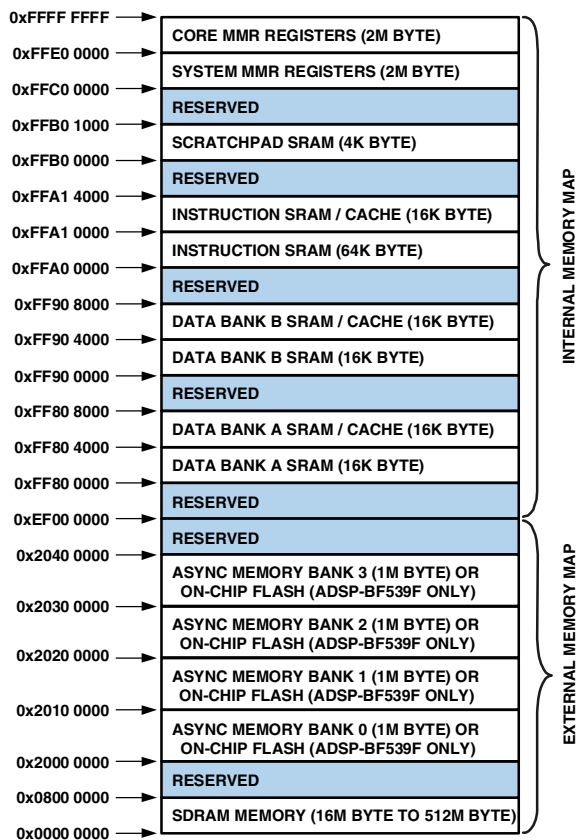 0xFFFF FFFF
CORE MMR REGISTERS (2M BYTE)
0xFFE0 0000
SYSTEM MMR REGISTERS (2M BYTE)
0xFFC0 0000
RESERVED
0xFFB0 1000
SCRATCHPAD SRAM (4K BYTE)
0xFFB0 0000
RESERVED
0xFFA1 4000
INSTRUCTION SRAM / CACHE (16K BYTE)
0xFFA1 0000
INSTRUCTION SRAM (64K BYTE)
0xFFA0 0000
RESERVED
0xFF90 8000
DATA BANK B SRAM / CACHE (16K BYTE)
0xFF90 4000
DATA BANK B SRAM (16K BYTE)
0xFF90 0000
RESERVED
0xFF80 8000
DATA BANK A SRAM / CACHE (16K BYTE)
0xFF80 4000
DATA BANK A SRAM (16K BYTE)
0xFF80 0000
RESERVED
0xEF00 0000
RESERVED
0x2040 0000
ASYNC MEMORY BANK 3 (1M BYTE) OR
ON-CHIP FLASH (ADSP-BF539F ONLY)
0x2030 0000
ASYNC MEMORY BANK 2 (1M BYTE) OR
ON-CHIP FLASH (ADSP-BF539F ONLY)
0x2020 0000
ASYNC MEMORY BANK 1 (1M BYTE) OR
ON-CHIP FLASH (ADSP-BF539F ONLY)
0x2010 0000
ASYNC MEMORY BANK 0 (1M BYTE) OR
ON-CHIP FLASH (ADSP-BF539F ONLY)
0x2000 0000
RESERVED
0x0800 0000
SDRAM MEMORY (16M BYTE TO 512M BYTE)
0x0000 0000
INTERNAL MEMORY MAP
EXTERNAL MEMORY MAP